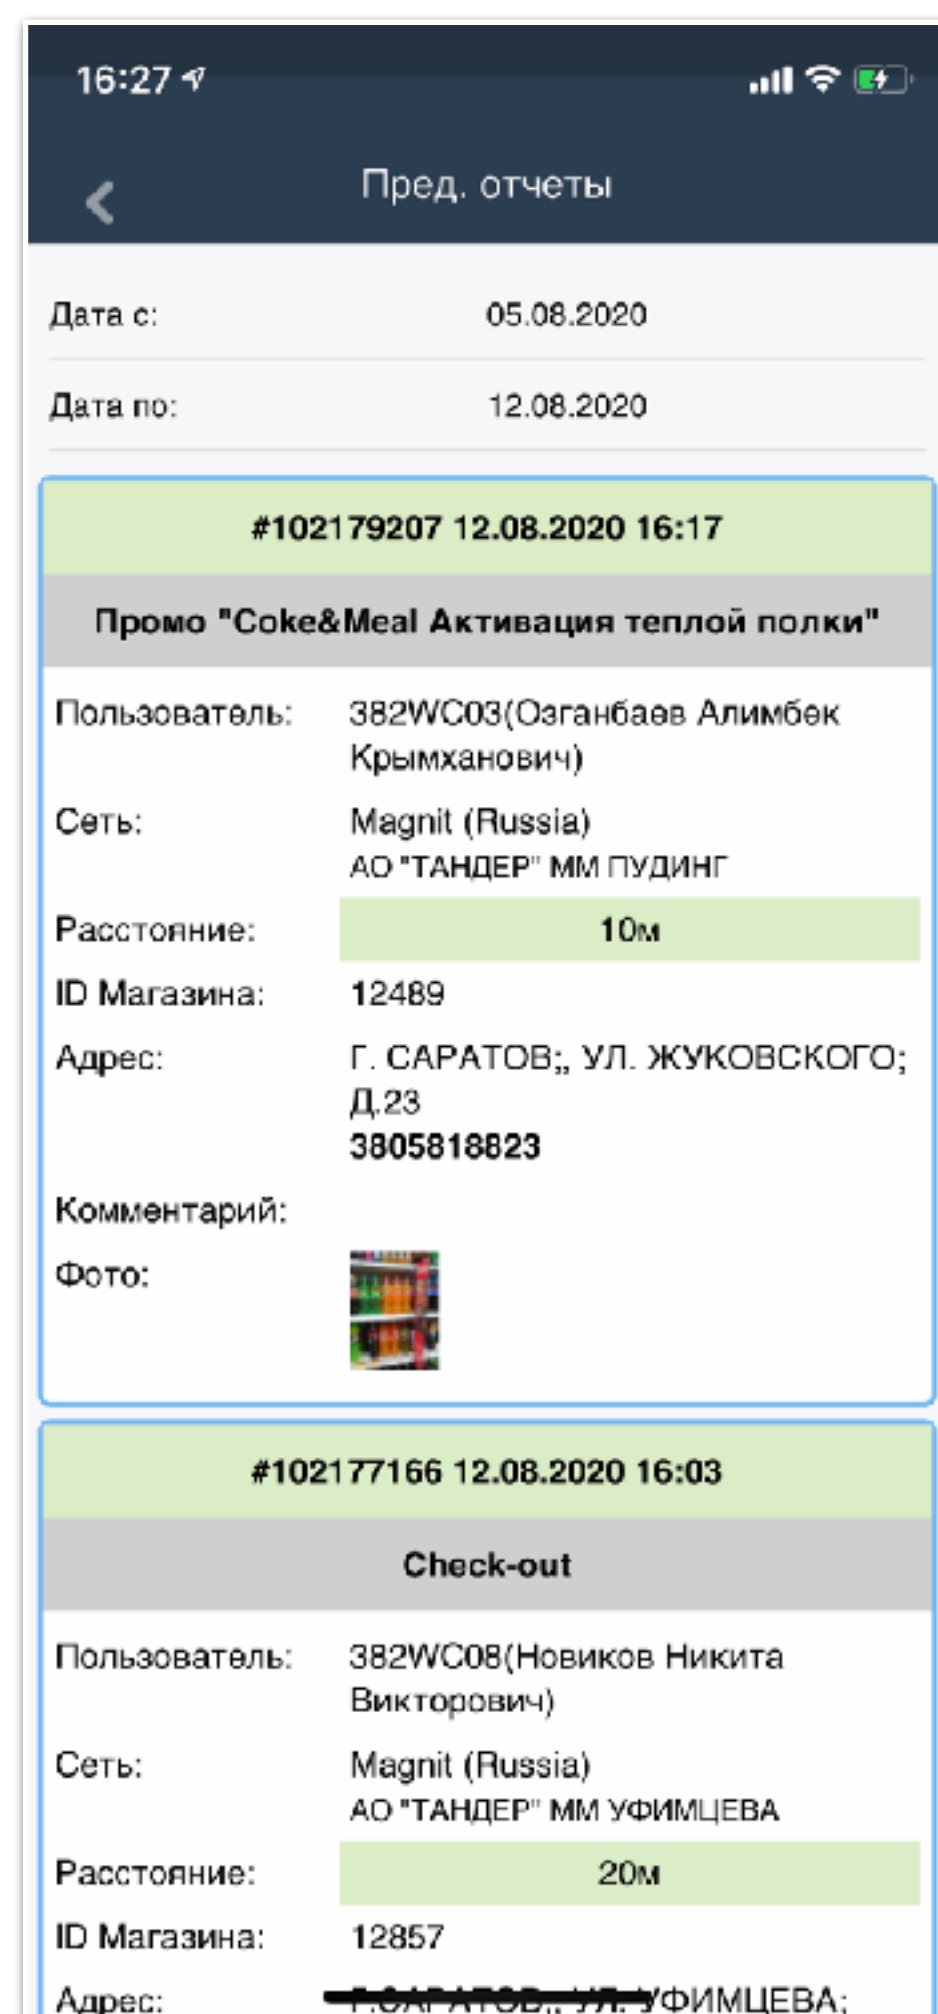 16:27
Пред. отчеты
Дата с: 05.08.2020
Дата по: 12.08.2020
#102179207 12.08.2020 16:17
Промо "Coke&Meal Активация теплой полки"
Пользователь: 382WC03(Озганбаев Алимбек
Крымханович)
Сеть: Magnit (Russia)
АО "ТАНДЕР" ММ ПУДИНГ
Расстояние: 10м
ID Магазина: 12489
Адрес: Г. САРАТОВ;, УЛ. ЖУКОВСКОГО;
Д.23
3805818823
Комментарий:
Фото:
#102177166 12.08.2020 16:03
Check-out
Пользователь: 382WC08(Новиков Никита
Викторович)
Сеть: Magnit (Russia)
АО "ТАНДЕР" ММ УФИМЦЕВА
Расстояние: 20м
ID Магазина: 12857
Адрес: УФИМЦЕВА;